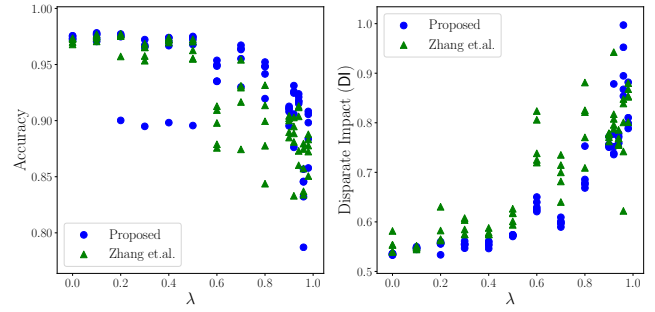 Accuracy
0.95
0.90
0.85
0.80
Proposed
Zhang et.al.
0.0 0.2 0.4 0.6 0.8 1.0
λ
Disparate Impact (DI)
1.0
0.9
0.8
0.7
0.6
0.5
Proposed
Zhang et.al.
0.0 0.2 0.4 0.6 0.8 1.0
λ
1.00